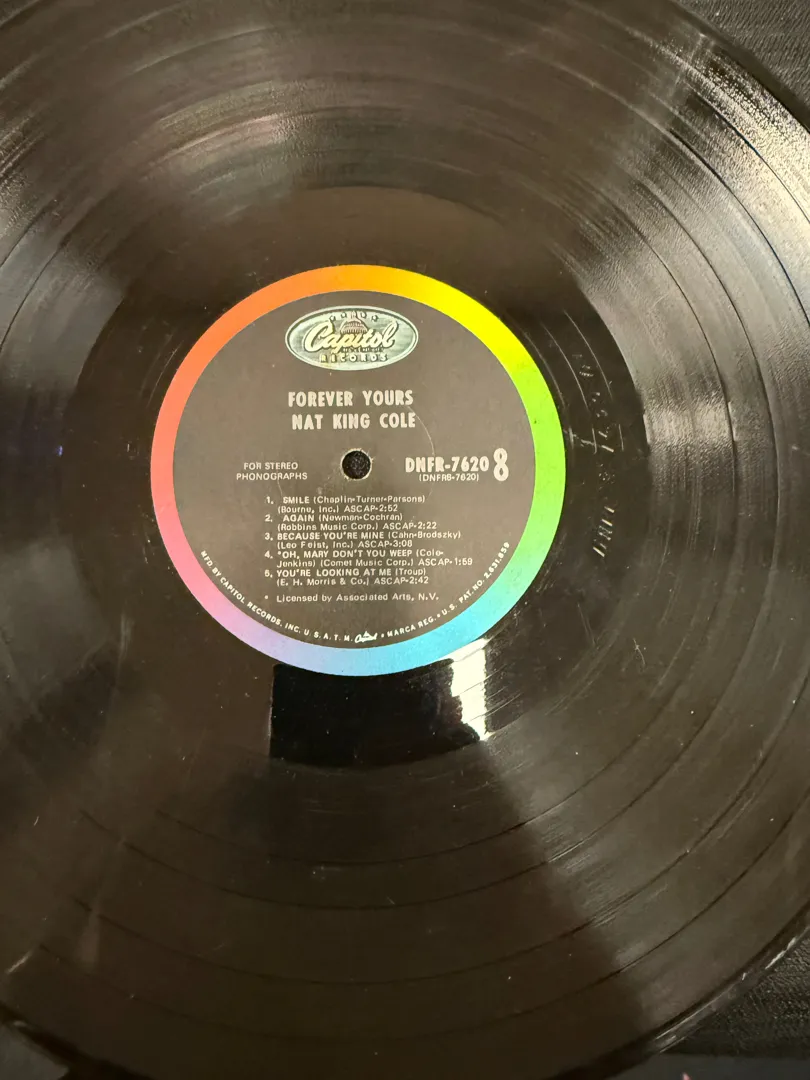 Capitol
RECORDS
FOREVER YOURS
NAT KING COLE
FOR STEREO
PHONOGRAPHS
DNFR-7620 8
(DNFR8-7620)
1. SMILE (Chaplin-Turner-Parsons)
(Bourne, Inc.) ASCAP-2:52
2. AGAIN (Newman-Cochran)
(Robbins Music Corp.) ASCAP-2:22
3. BECAUSE YOU'RE MINE (Cahn-Brodszky)
(Leo Feist, Inc.) ASCAP-3:08
4. *OH, MARY DON'T YOU WEEP (Cole-
Jenkins) (Comet Music Corp.) ASCAP-1:59
5. YOU'RE LOOKING AT ME (Troup)
(E. H. Morris & Co.) ASCAP-2:42
* Licensed by Associated Arts, N.V.
MFD. BY CAPITOL RECORDS, INC. U.S.A. T.M. Capitol • MARCA REG. • U.S. PAT. NO. 2,631,859